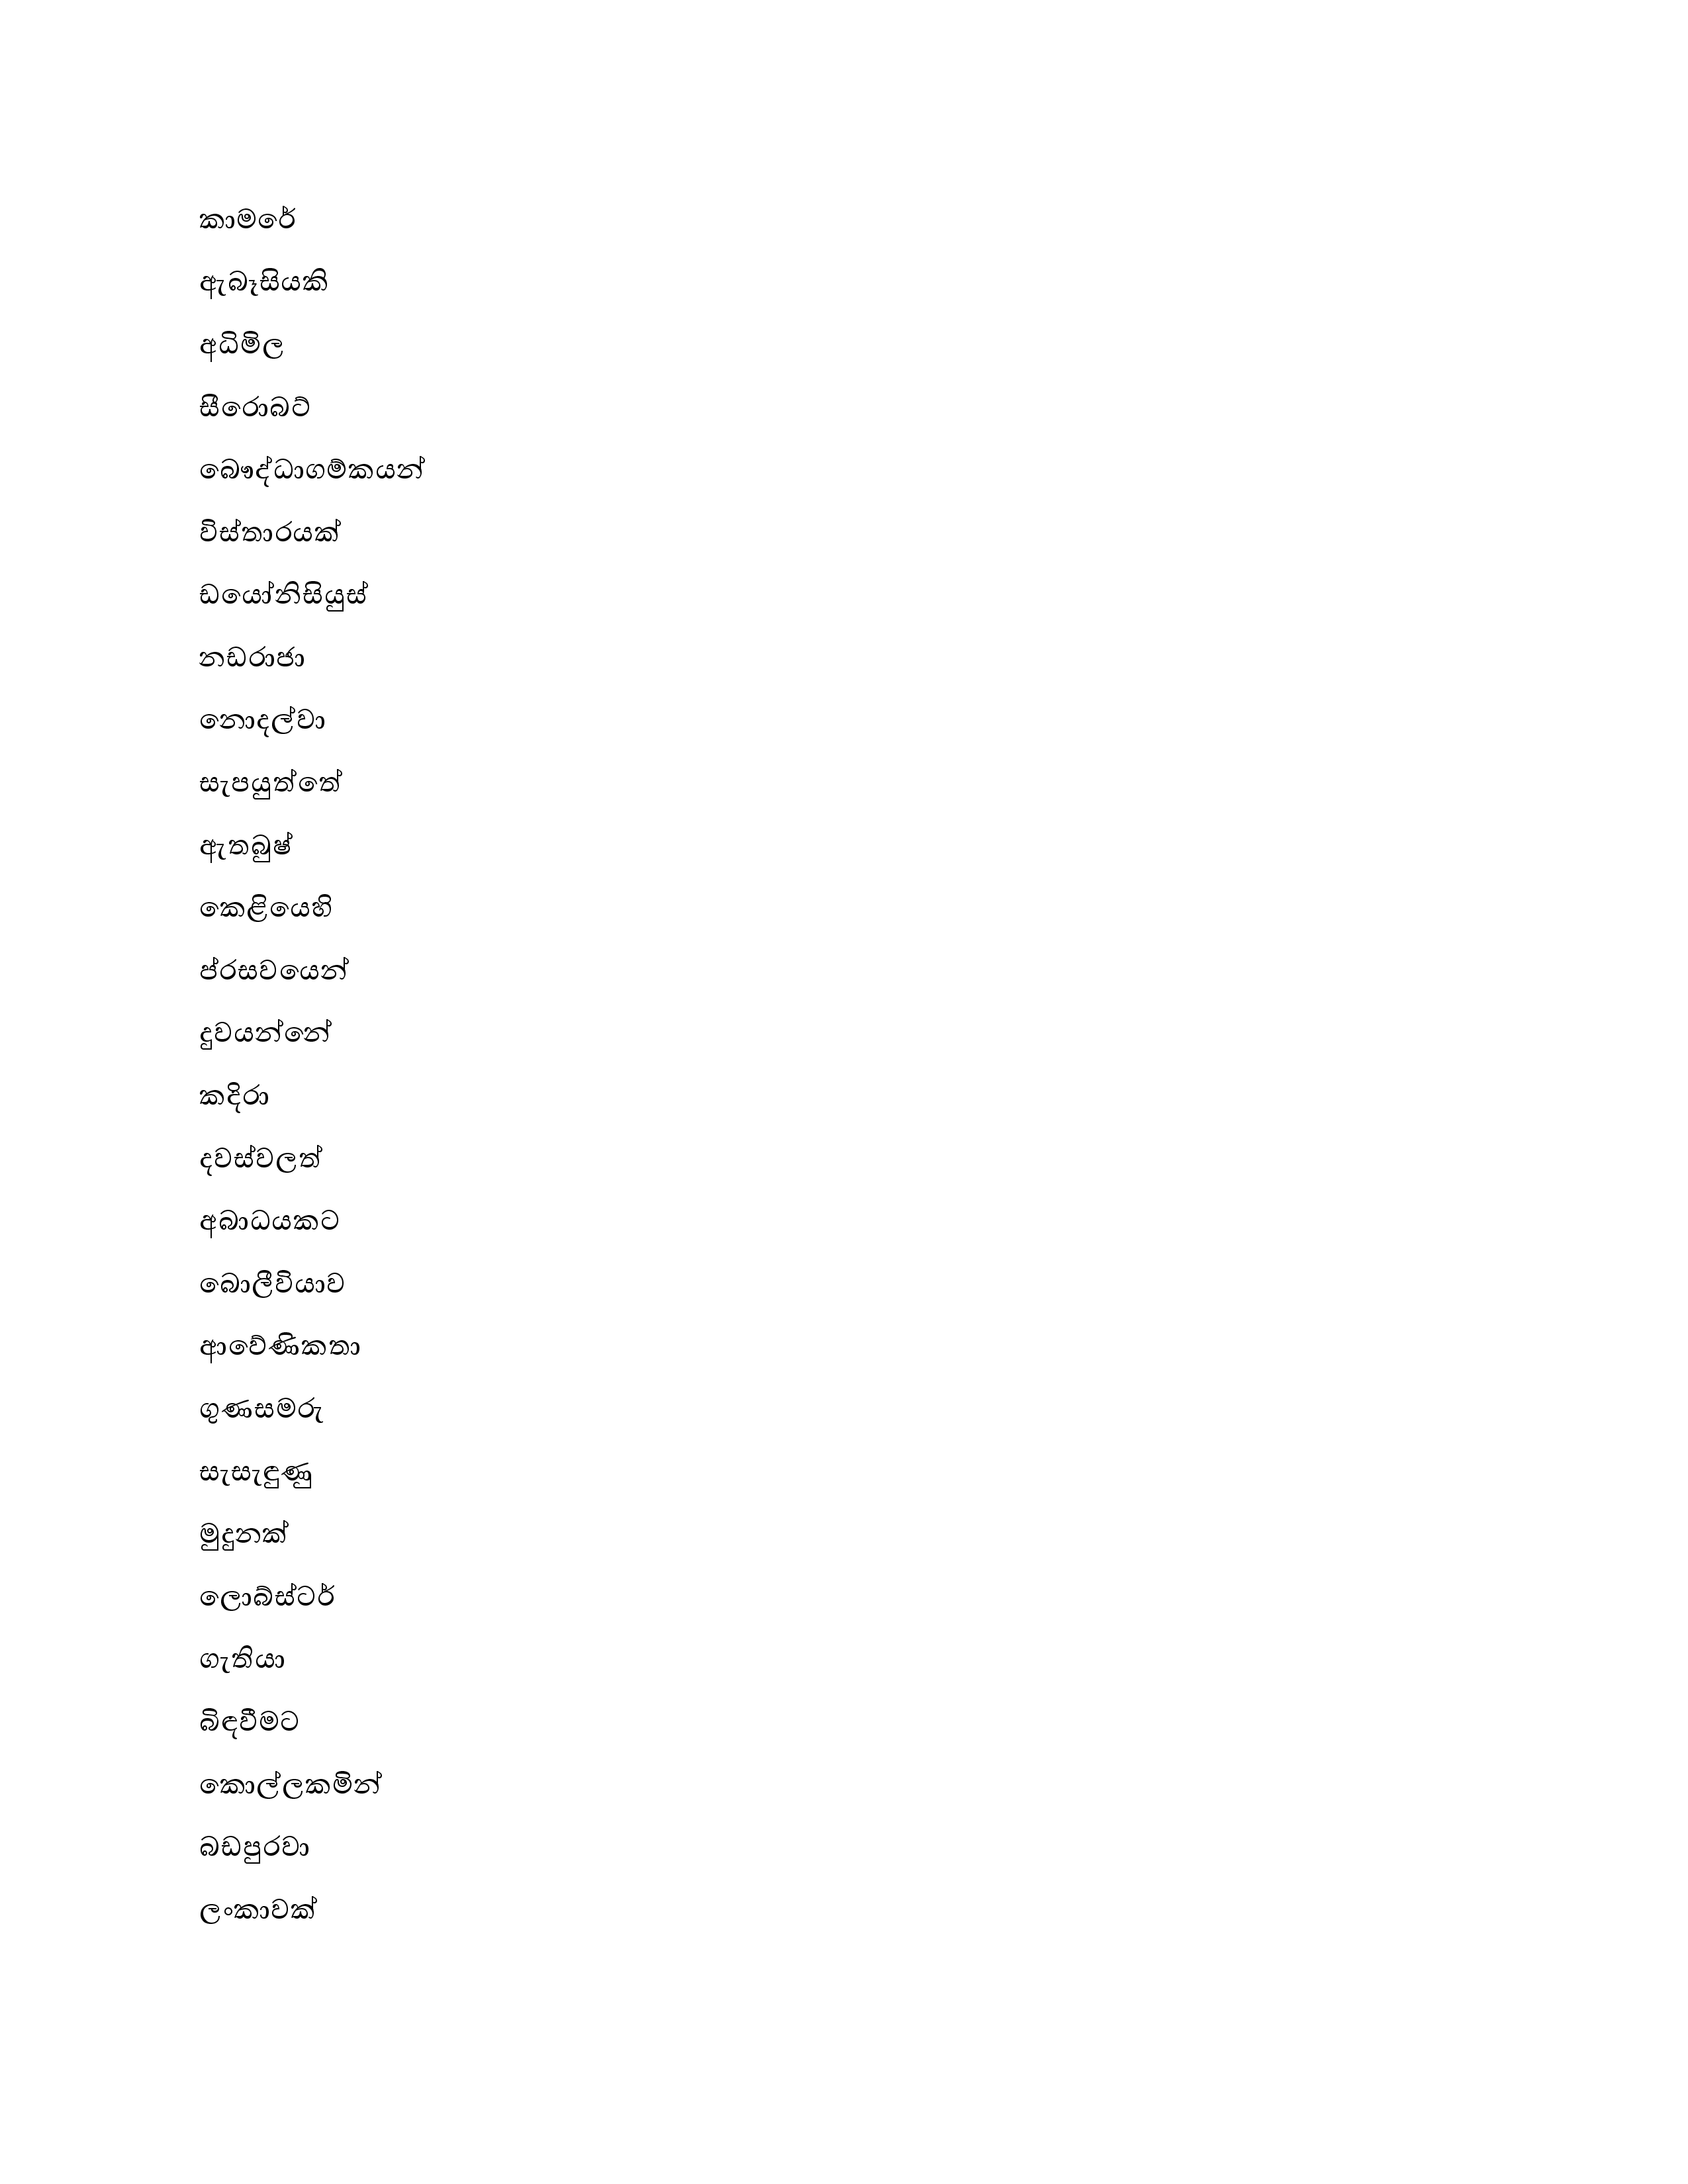 කාමරේ
ඇබෑසියකි
අධිමිල
සීරොබට්
බෞද්ධාගම්කයන්
විස්තාරයක්
ඩයෝනිසියුස්
නඩරාජා
නොදල්වා
සැපයුත්තේ
ඇතබුෂ්
කෙළියෙහි
ප්රසවයෙන්
දුවයන්නේ
කදිරා
දවස්වලත්
අබාධයකට
බොලීවියාව
ආවේණිකතා
ගුණසමරු
සැසැඳුණු
මුදුනක්
ලොබ්ස්ටර්
ගැතියා
බිඳවීමට
කොල්ලකමින්
බඩපුරවා
ලංකාවක්